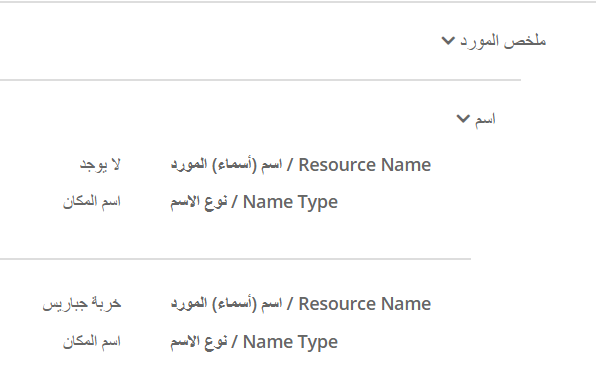 ملخص المورد
اسم
Resource Name / اسم (أسماء) المورد لا يوجد
Name Type / نوع الاسم اسم المكان
Resource Name / اسم (أسماء) المورد خربة جباريس
Name Type / نوع الاسم اسم المكان